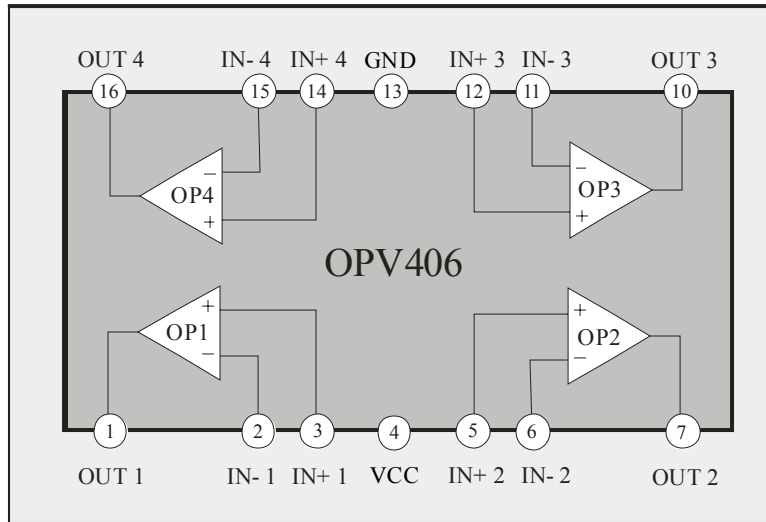 OUT 4 IN- 4 IN+ 4 GND IN+ 3 IN- 3 OUT 3
16 15 14 13 12 11 10
− −
OP4 OP3
+ +
OPV406
+ +
OP1 OP2
− −
1 2 3 4 5 6 7
OUT 1 IN- 1 IN+ 1 VCC IN+ 2 IN- 2 OUT 2